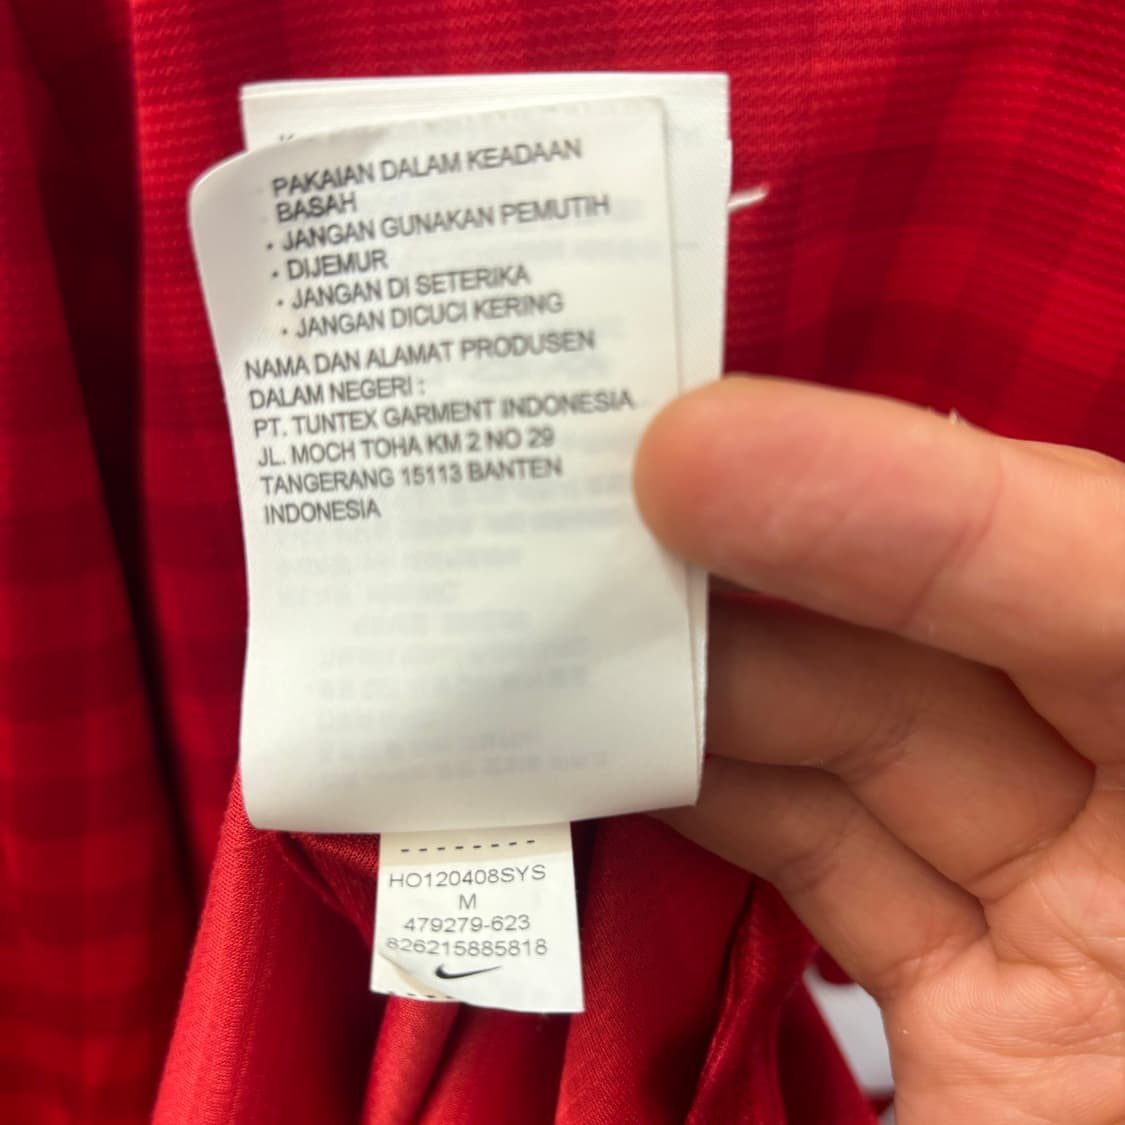 PAKAIAN DALAM KEADAAN
BASAH
• JANGAN GUNAKAN PEMUTIH
• DIJEMUR
• JANGAN DI SETERIKA
• JANGAN DICUCI KERING
NAMA DAN ALAMAT PRODUSEN
DALAM NEGERI :
PT. TUNTEX GARMENT INDONESIA
JL. MOCH TOHA KM 2 NO 29
TANGERANG 15113 BANTEN
INDONESIA
HO120408SYS
M
479279-623
826215885818